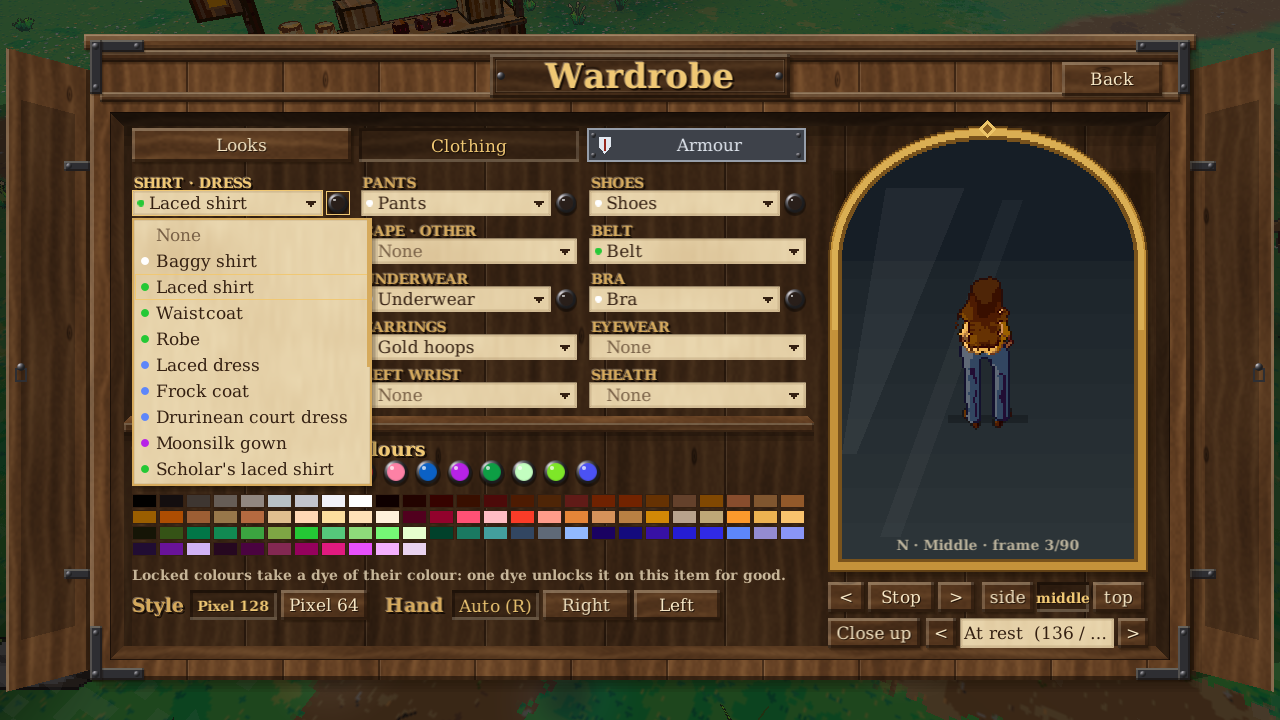 Wardrobe
Back
Looks
Clothing
Armour
SHIRT · DRESS
PANTS
SHOES
Laced shirt
Pants
Shoes
APE · OTHER
BELT
None
Belt
NDERWEAR
BRA
Underwear
Bra
ARRINGS
EYEWEAR
Gold hoops
None
EFT WRIST
SHEATH
None
None
None
Baggy shirt
Laced shirt
Waistcoat
Robe
Laced dress
Frock coat
Drurinean court dress
Moonsilk gown
Scholar's laced shirt
lours
Locked colours take a dye of their colour: one dye unlocks it on this item for good.
Style
Pixel 128
Pixel 64
Hand
Auto (R)
Right
Left
N · Middle · frame 3/90
<
Stop
>
side
middle
top
Close up
<
At rest (136 / ...
>